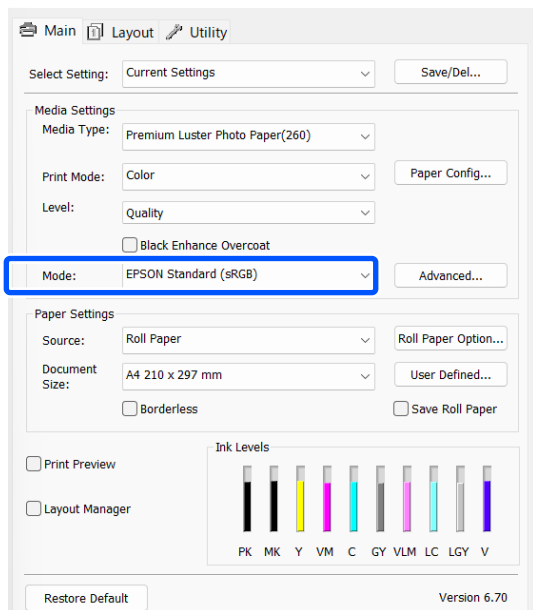 Main Layout Utility
Select Setting: Current Settings Save/Del...
Media Settings
Media Type: Premium Luster Photo Paper(260)
Print Mode: Color Paper Config...
Level: Quality
Black Enhance Overcoat
Mode: EPSON Standard (sRGB) Advanced...
Paper Settings
Source: Roll Paper Roll Paper Option...
Document
Size: A4 210 x 297 mm User Defined...
Borderless Save Roll Paper
Ink Levels
Print Preview
Layout Manager
PK MK Y VM C GY VLM LC LGY V
Restore Default Version 6.70